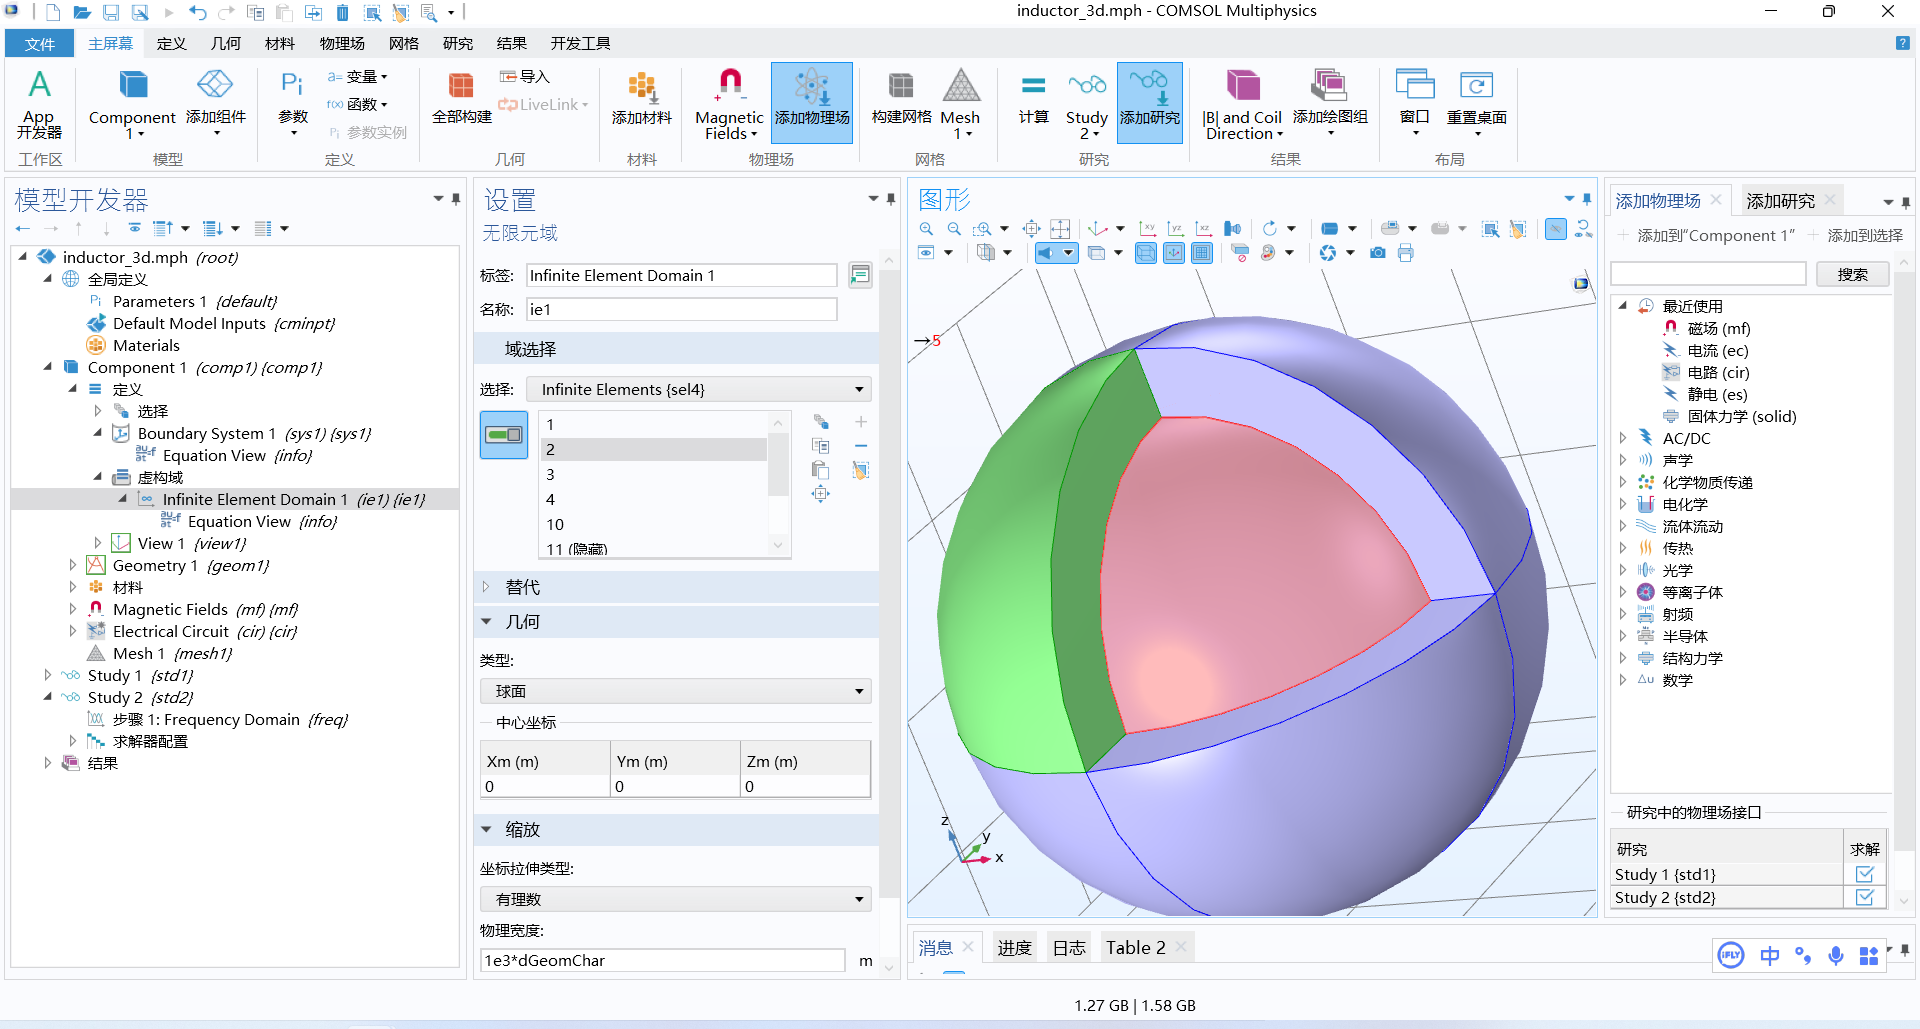 inductor_3d.mph - COMSOL Multiphysics
文件 主屏幕 定义 几何 材料 物理场 网格 研究 结果 开发工具
App 开发器
工作区
Component 1
添加组件
模型
Pi
参数
a= 变量
f(x) 函数
Pi 参数实例
定义
全部构建
导入
LiveLink
几何
添加材料
材料
Magnetic Fields
添加物理场
物理场
构建网格
Mesh 1
网格
计算
Study 2
添加研究
研究
|B| and Coil Direction
添加绘图组
结果
窗口
重置桌面
布局
模型开发器
inductor_3d.mph (root)
全局定义
Pi Parameters 1 {default}
Default Model Inputs {cminpt}
Materials
Component 1 (comp1) {comp1}
定义
选择
Boundary System 1 (sys1) {sys1}
Equation View {info}
虚构域
Infinite Element Domain 1 (ie1) {ie1}
Equation View {info}
View 1 {view1}
Geometry 1 {geom1}
材料
Magnetic Fields (mf) {mf}
Electrical Circuit (cir) {cir}
Mesh 1 {mesh1}
Study 1 {std1}
Study 2 {std2}
步骤 1: Frequency Domain {freq}
求解器配置
结果
设置
无限元域
标签: Infinite Element Domain 1
名称: ie1
域选择
选择: Infinite Elements {sel4}
1
2
3
4
10
11 (隐藏)
替代
几何
类型:
球面
中心坐标
Xm (m) Ym (m) Zm (m)
0 0 0
缩放
坐标拉伸类型:
有理数
物理宽度:
1e3*dGeomChar m
图形
xy yz xz
5
z
y
x
消息 进度 日志 Table 2
添加物理场 添加研究
添加到“Component 1” 添加到选择
搜索
最近使用
磁场 (mf)
电流 (ec)
电路 (cir)
静电 (es)
固体力学 (solid)
AC/DC
声学
化学物质传递
电化学
流体流动
传热
光学
等离子体
射频
半导体
结构力学
Δu 数学
研究中的物理场接口
研究 求解
Study 1 {std1}
Study 2 {std2}
iFLY 中
1.27 GB | 1.58 GB